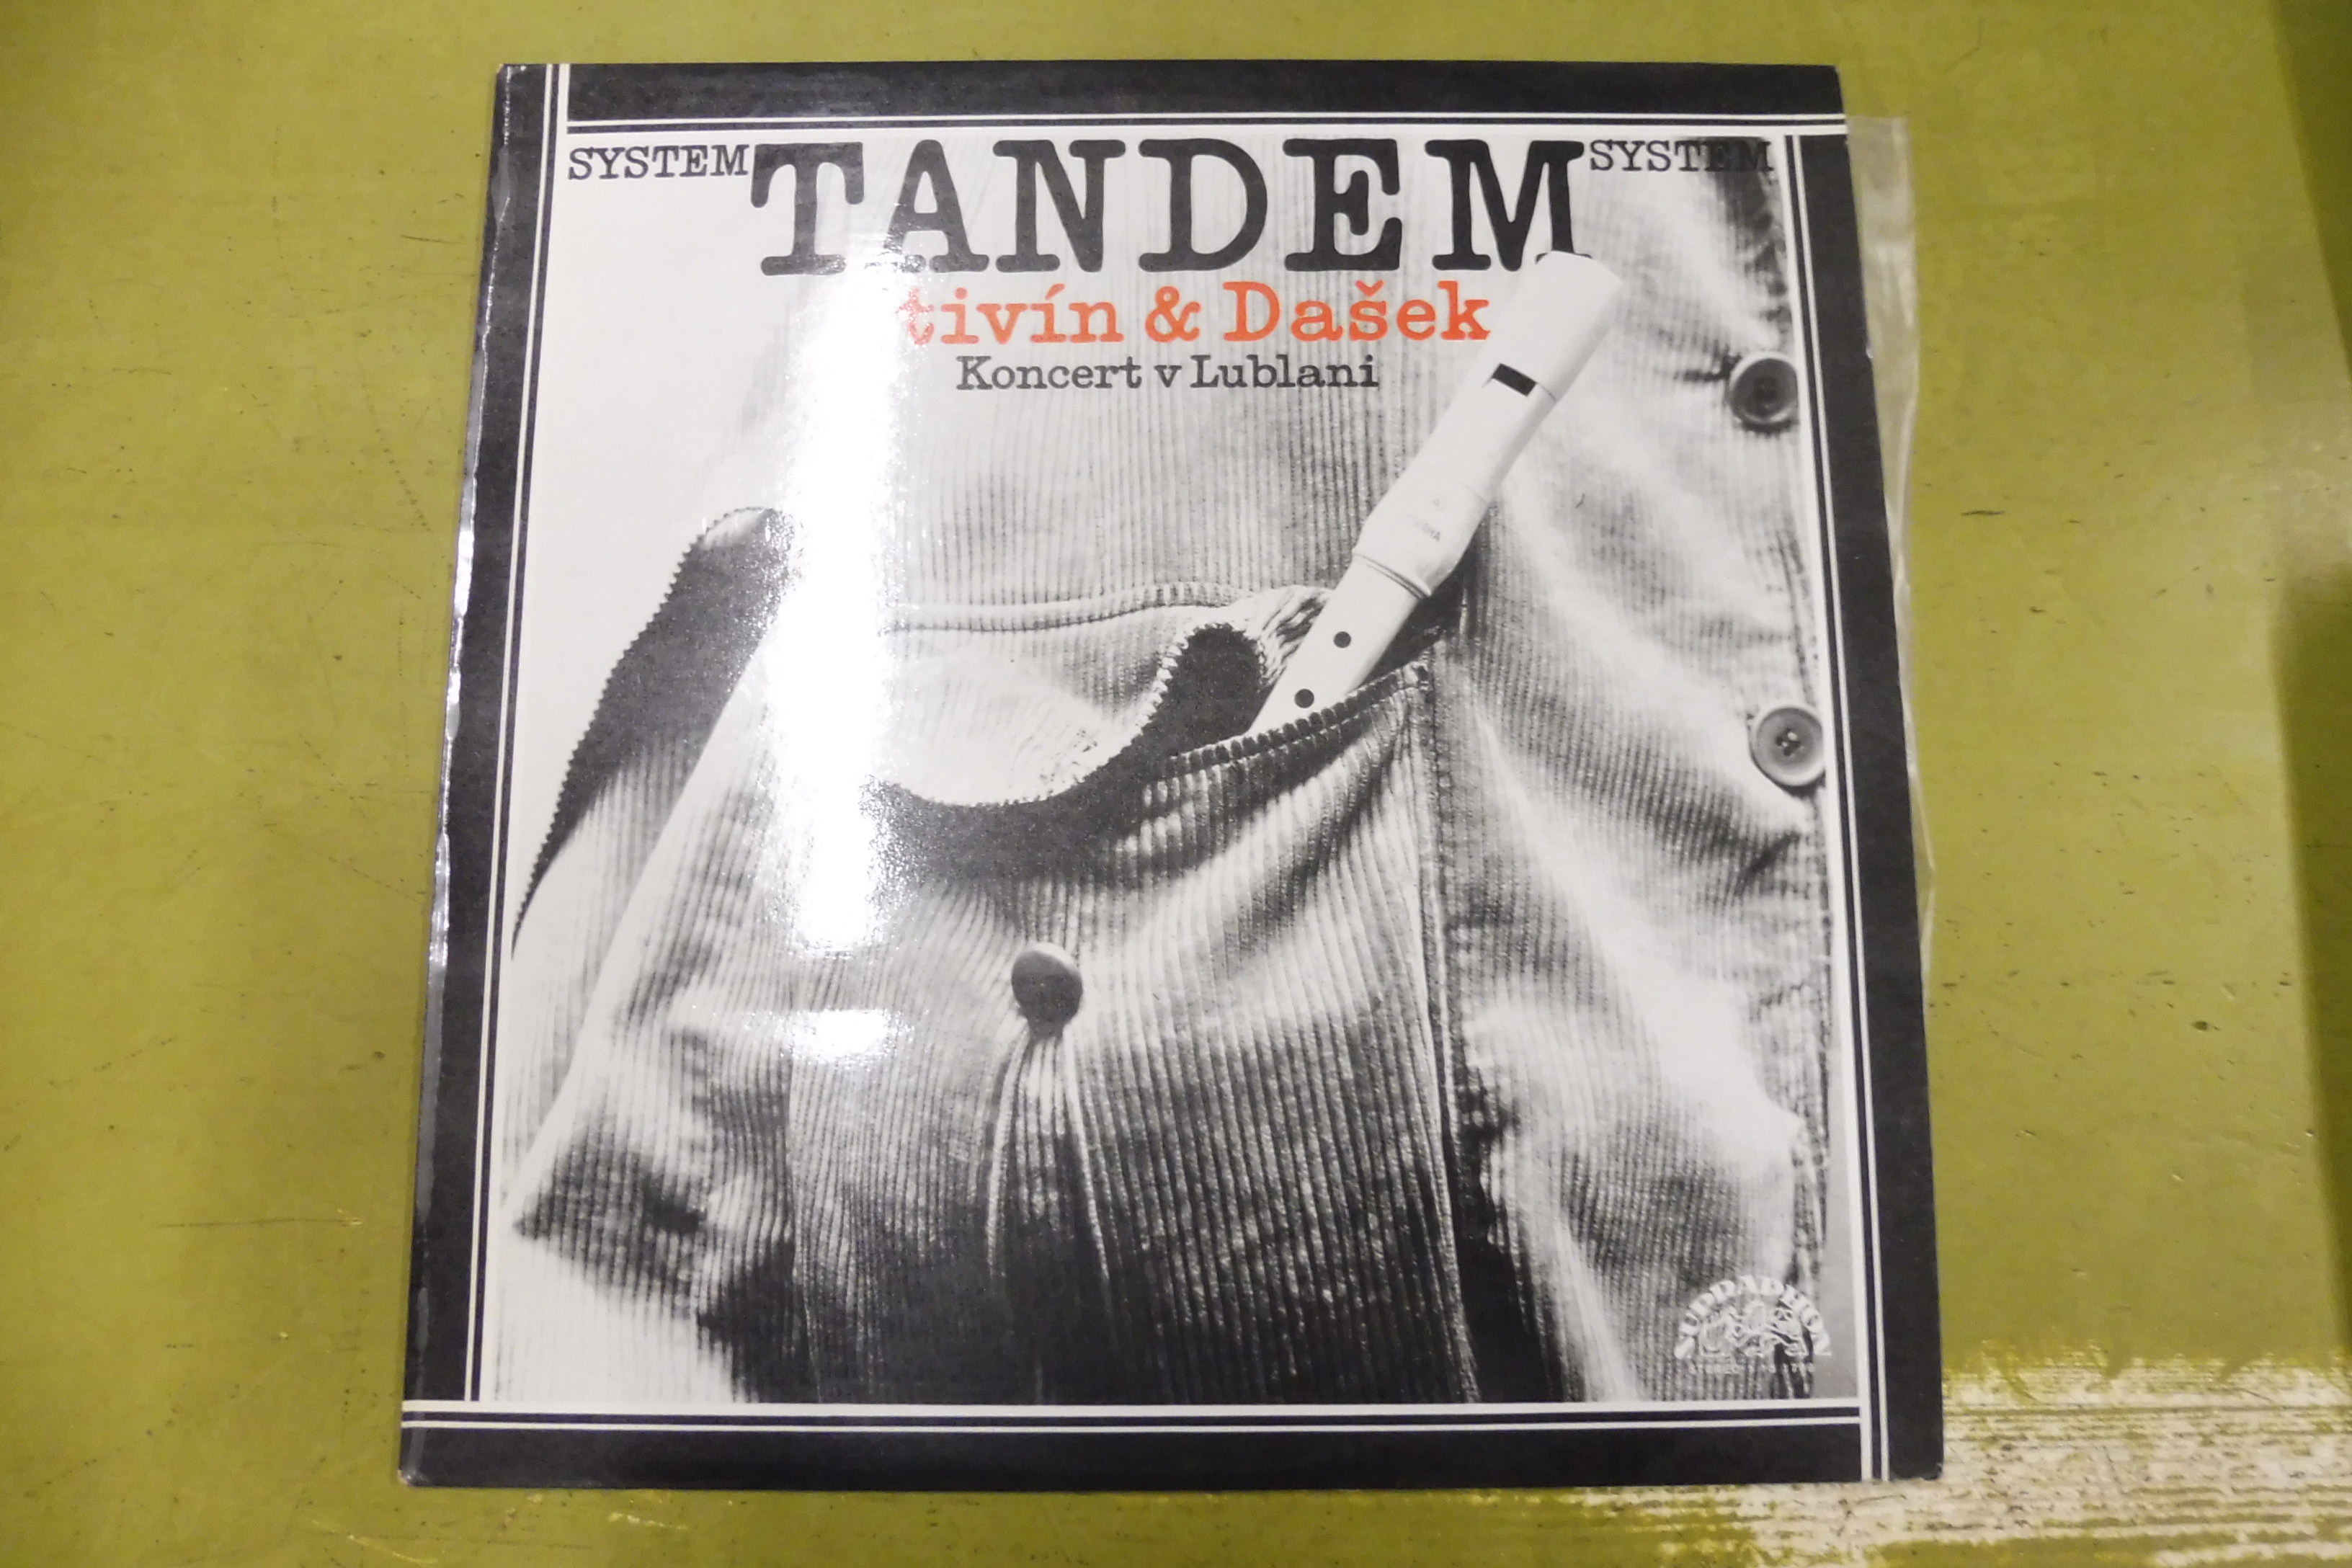 SYSTEM TANDEM SYSTEM
tivín & Dašek
Koncert v Lublani
SUPRAPHON